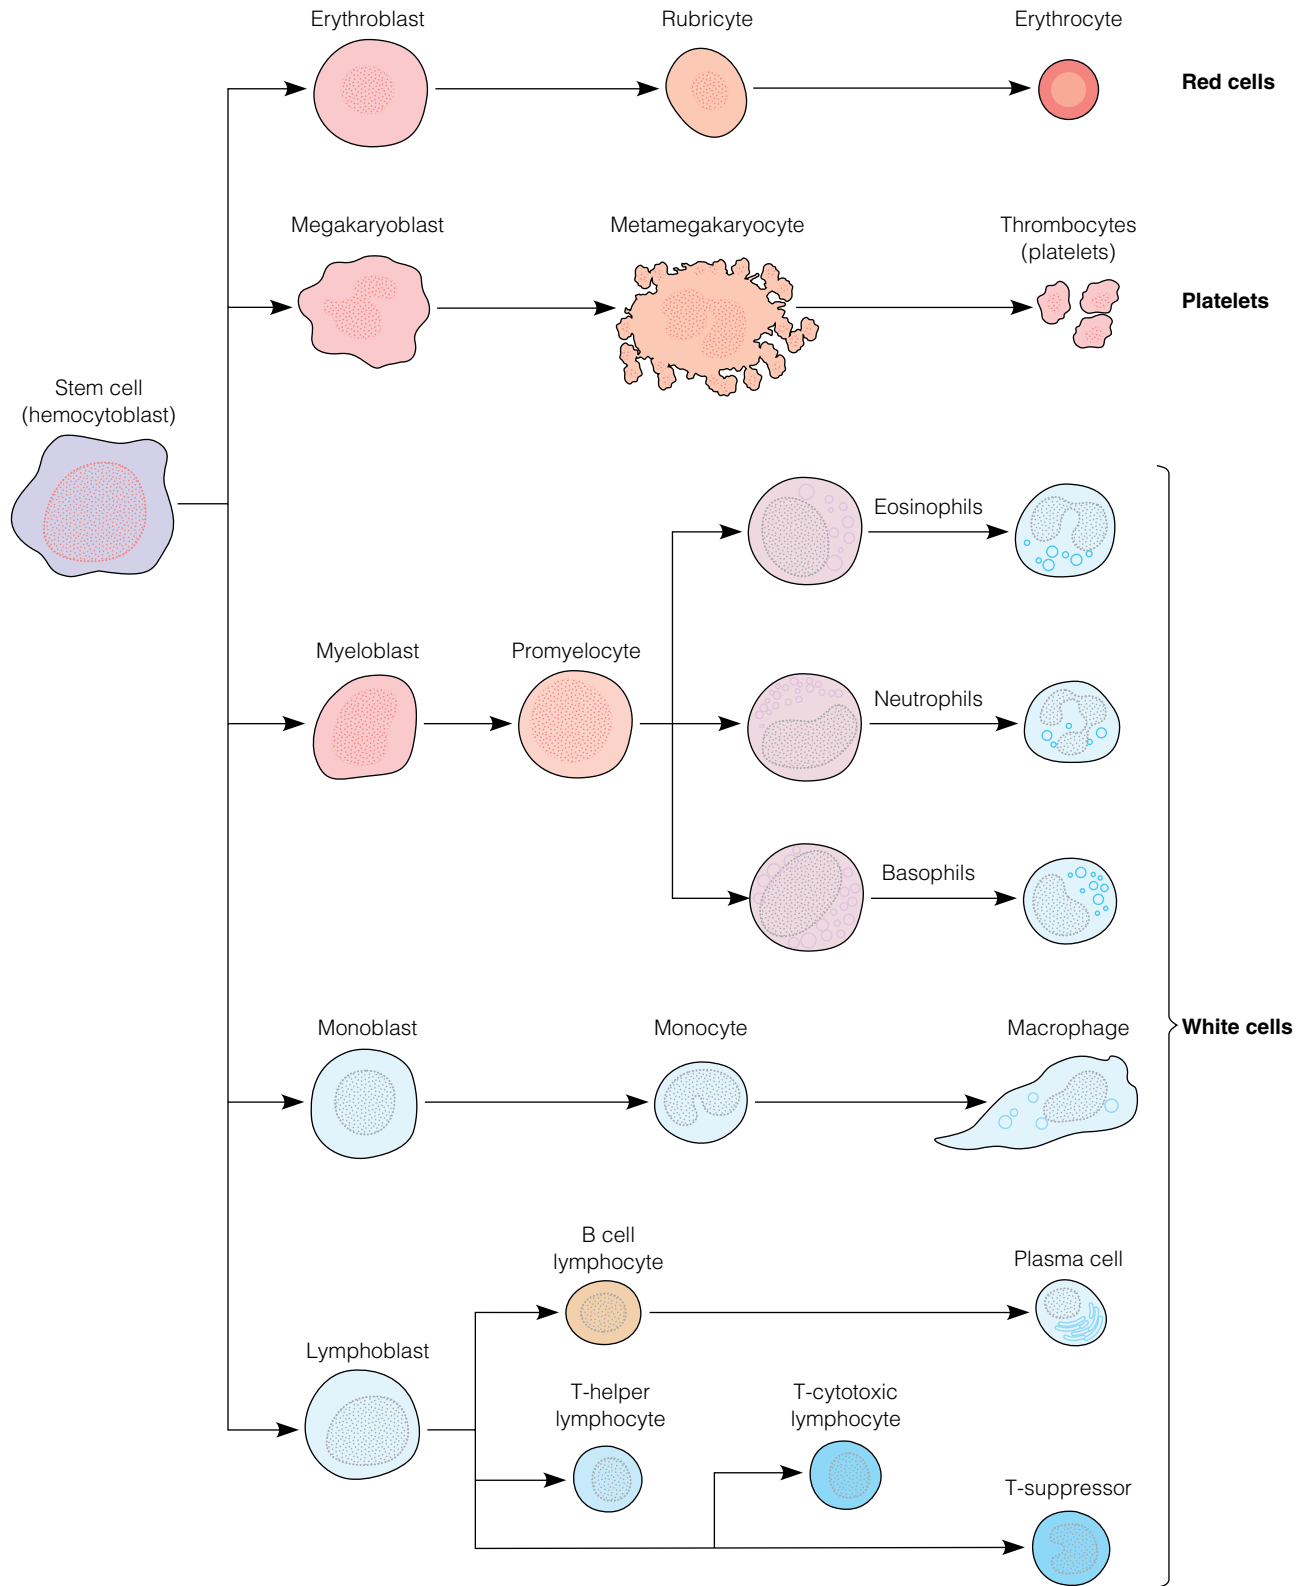 Erythroblast
Rubricyte
Erythrocyte
Red cells
Megakaryoblast
Metamegakaryocyte
Thrombocytes
(platelets)
Platelets
Stem cell
(hemocytoblast)
Eosinophils
Myeloblast
Promyelocyte
Neutrophils
Basophils
Monoblast
Monocyte
Macrophage
White cells
B cell
lymphocyte
Plasma cell
Lymphoblast
T-helper
lymphocyte
T-cytotoxic
lymphocyte
T-suppressor